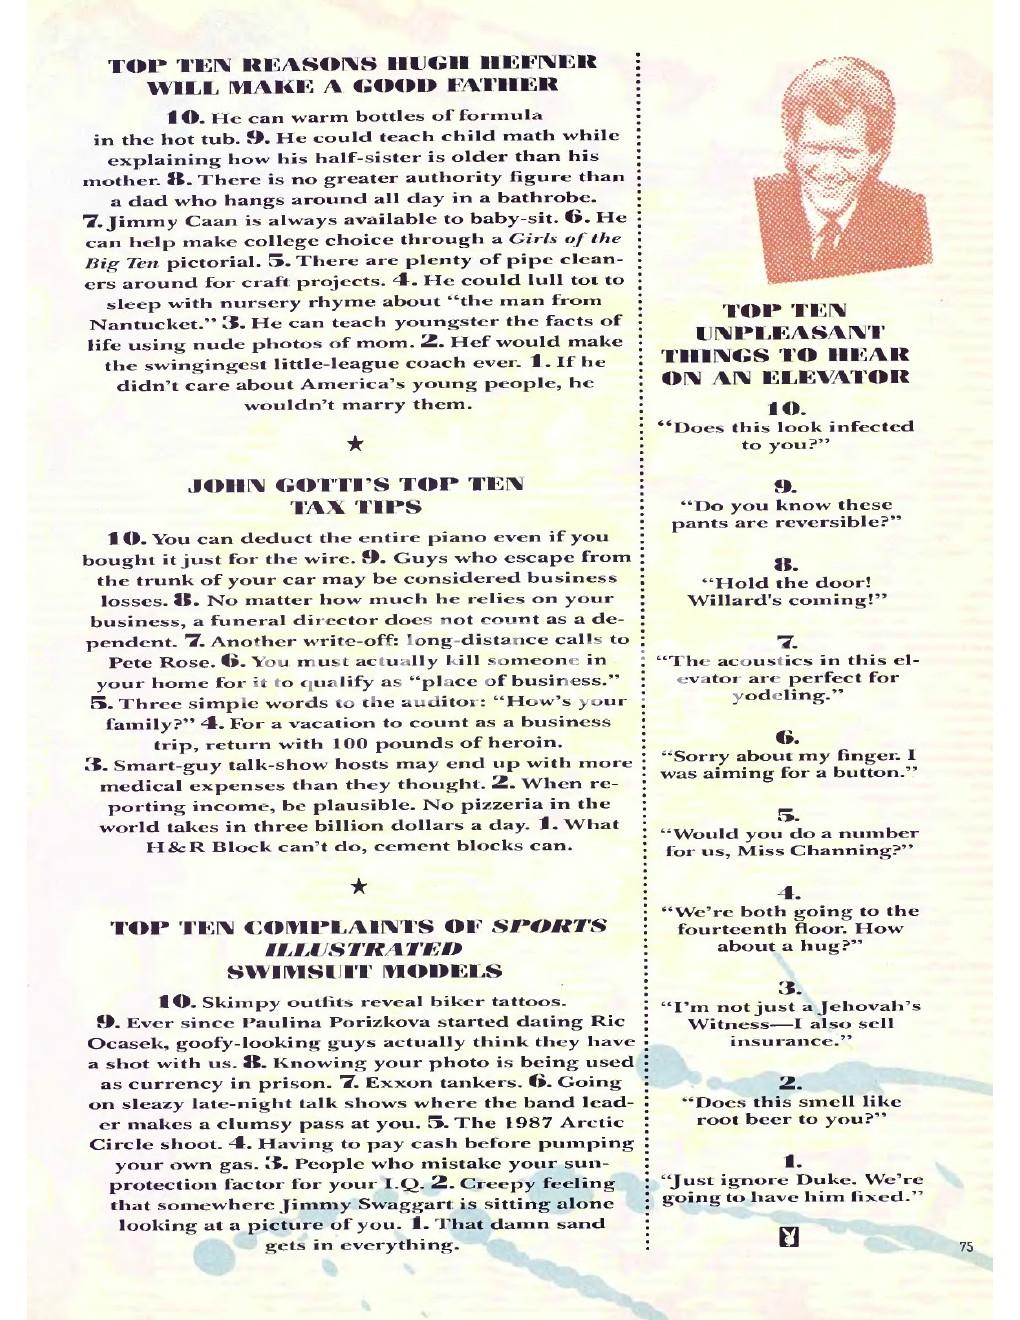 TOP TEN REASONS HUGH HEFNER
WILL MAKE A GOOD FATHER
10. He can warm bottles of formula
in the hot tub. 9. He could teach child math while
explaining how his half-sister is older than his
mother. 8. There is no greater authority figure than
a dad who hangs around all day in a bathrobe.
7. Jimmy Caan is always available to baby-sit. 6. He
can help make college choice through a Girls of the
Big Ten pictorial. 5. There are plenty of pipe clean-
ers around for craft projects. 4. He could lull tot to
sleep with nursery rhyme about “the man from
Nantucket.” 3. He can teach youngster the facts of
life using nude photos of mom. 2. Hef would make
the swingingest little-league coach ever. 1. If he
didn’t care about America’s young people, he
wouldn’t marry them.
JOHN GOTTI’S TOP TEN
TAX TIPS
10. You can deduct the entire piano even if you
bought it just for the wire. 9. Guys who escape from
the trunk of your car may be considered business
losses. 8. No matter how much he relies on your
business, a funeral director does not count as a de-
pendent. 7. Another write-off: long-distance calls to
Pete Rose. 6. You must actually kill someone in
your home for it to qualify as “place of business.”
5. Three simple words to the auditor: “How’s your
family?” 4. For a vacation to count as a business
trip, return with 100 pounds of heroin.
3. Smart-guy talk-show hosts may end up with more
medical expenses than they thought. 2. When re-
porting income, be plausible. No pizzeria in the
world takes in three billion dollars a day. 1. What
H&R Block can’t do, cement blocks can.
TOP TEN COMPLAINTS OF SPORTS
ILLUSTRATED
SWIMSUIT MODELS
10. Skimpy outfits reveal biker tattoos.
9. Ever since Paulina Porizkova started dating Ric
Ocasek, goofy-looking guys actually think they have
a shot with us. 8. Knowing your photo is being used
as currency in prison. 7. Exxon tankers. 6. Going
on sleazy late-night talk shows where the band lead-
er makes a clumsy pass at you. 5. The 1987 Arctic
Circle shoot. 4. Having to pay cash before pumping
your own gas. 3. People who mistake your sun-
protection factor for your I.Q. 2. Creepy feeling
that somewhere Jimmy Swaggart is sitting alone
looking at a picture of you. 1. That damn sand
gets in everything.
TOP TEN
UNPLEASANT
THINGS TO HEAR
ON AN ELEVATOR
10.
“Does this look infected
to you?”
9.
“Do you know these
pants are reversible?”
8.
“Hold the door!
Willard's coming!”
7.
“The acoustics in this el-
evator are perfect for
yodeling.”
6.
“Sorry about my finger. I
was aiming for a button.”
5.
“Would you do a number
for us, Miss Channing?”
4.
“We’re both going to the
fourteenth floor. How
about a hug?”
3.
“I’m not just a Jehovah’s
Witness—I also sell
insurance.”
2.
“Does this smell like
root beer to you?”
1.
“Just ignore Duke. We’re
going to have him fixed.”
75